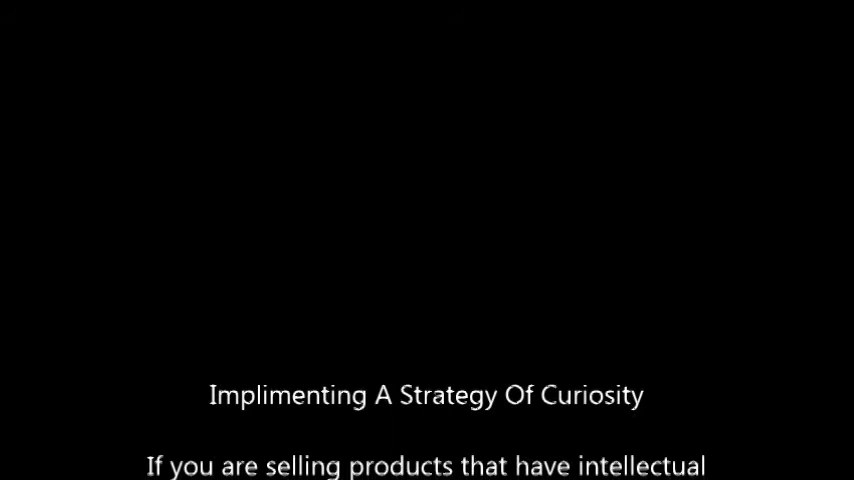 Implimenting A Strategy Of Curiosity
If you are selling products that have intellectual